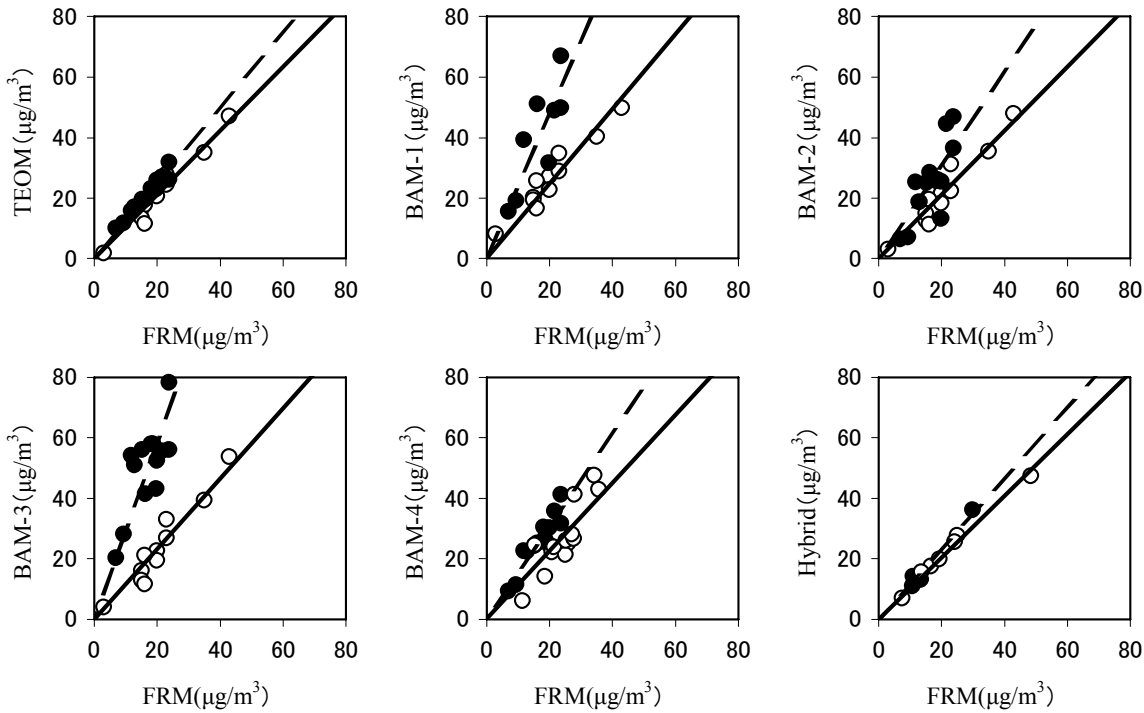 80
60
40
20
0
TEOM(μg/m³)
0 20 40 60 80
FRM(μg/m³)
80
60
40
20
0
BAM-1(μg/m³)
0 20 40 60 80
FRM(μg/m³)
80
60
40
20
0
BAM-2(μg/m³)
0 20 40 60 80
FRM(μg/m³)
80
60
40
20
0
BAM-3(μg/m³)
0 20 40 60 80
FRM(μg/m³)
80
60
40
20
0
BAM-4(μg/m³)
0 20 40 60 80
FRM(μg/m³)
80
60
40
20
0
Hybrid(μg/m³)
0 20 40 60 80
FRM(μg/m³)